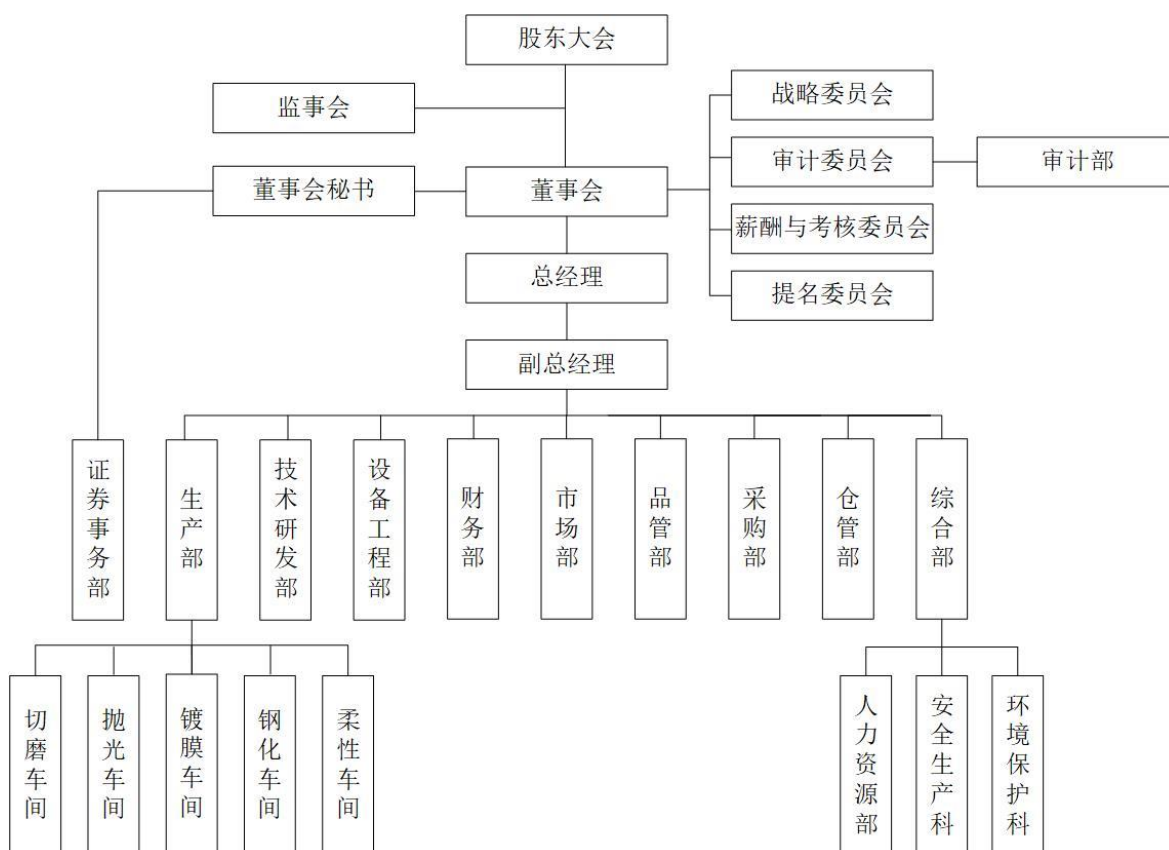 股东大会
监事会
战略委员会
审计委员会
审计部
董事会秘书
董事会
薪酬与考核委员会
总经理
提名委员会
副总经理
证券事务部
生产部
技术研发部
设备工程部
财务部
市场部
品管部
采购部
仓管部
综合部
切磨车间
抛光车间
镀膜车间
钢化车间
柔性车间
人力资源部
安全生产科
环境保护科